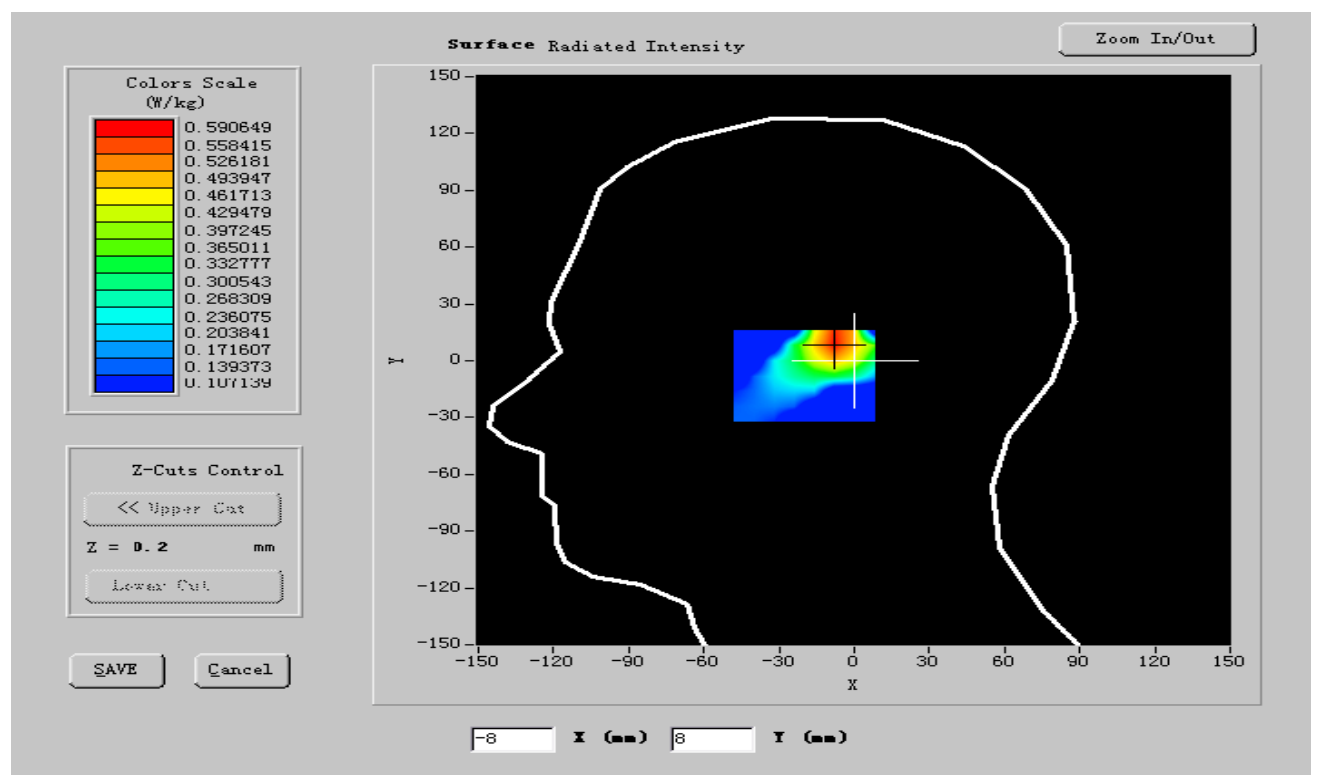 Surface Radiated Intensity
Zoom In/Out
Colors Scale
(W/kg)
0.590649
0.558415
0.526181
0.493947
0.461713
0.429479
0.397245
0.365011
0.332777
0.300543
0.268309
0.236075
0.203841
0.171607
0.139373
0.107139
Z-Cuts Control
<< Upper Cut
Z = 0.2 mm
Lower Cut
SAVE
Cancel
150
120
90
60
30
0
-30
-60
-90
-120
-150
Y
-150 -120 -90 -60 -30 0 30 60 90 120 150
X
-8 X (mm) 8 Y (mm)